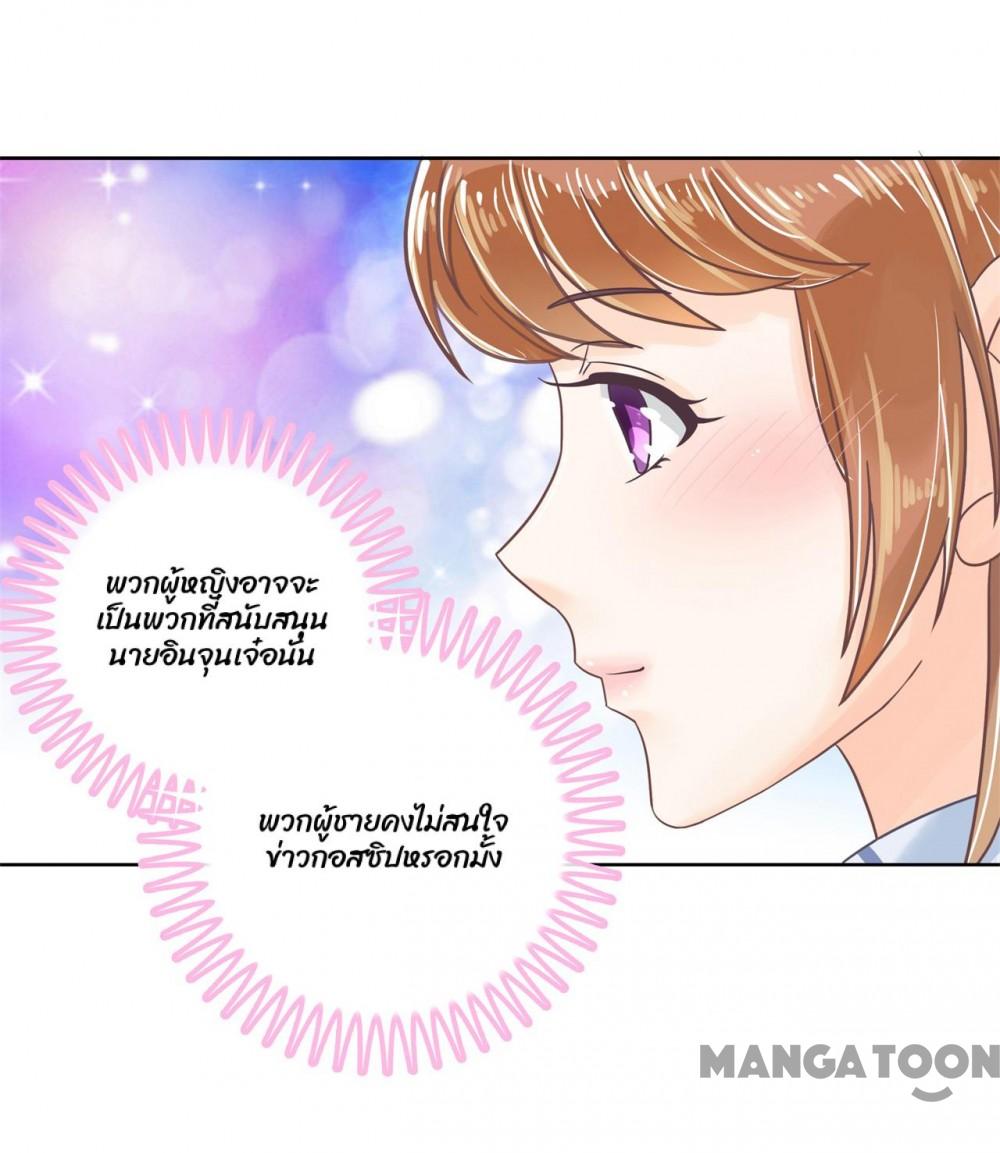 พวกผู้หญิงอาจจะ
เป็นพวกที่สนับสนุน
นายอินจุนเจ๋อนั่น
พวกผู้ชายคงไม่สนใจ
ข่าวกอสซิปหรอกมั้ง
MANGATOON